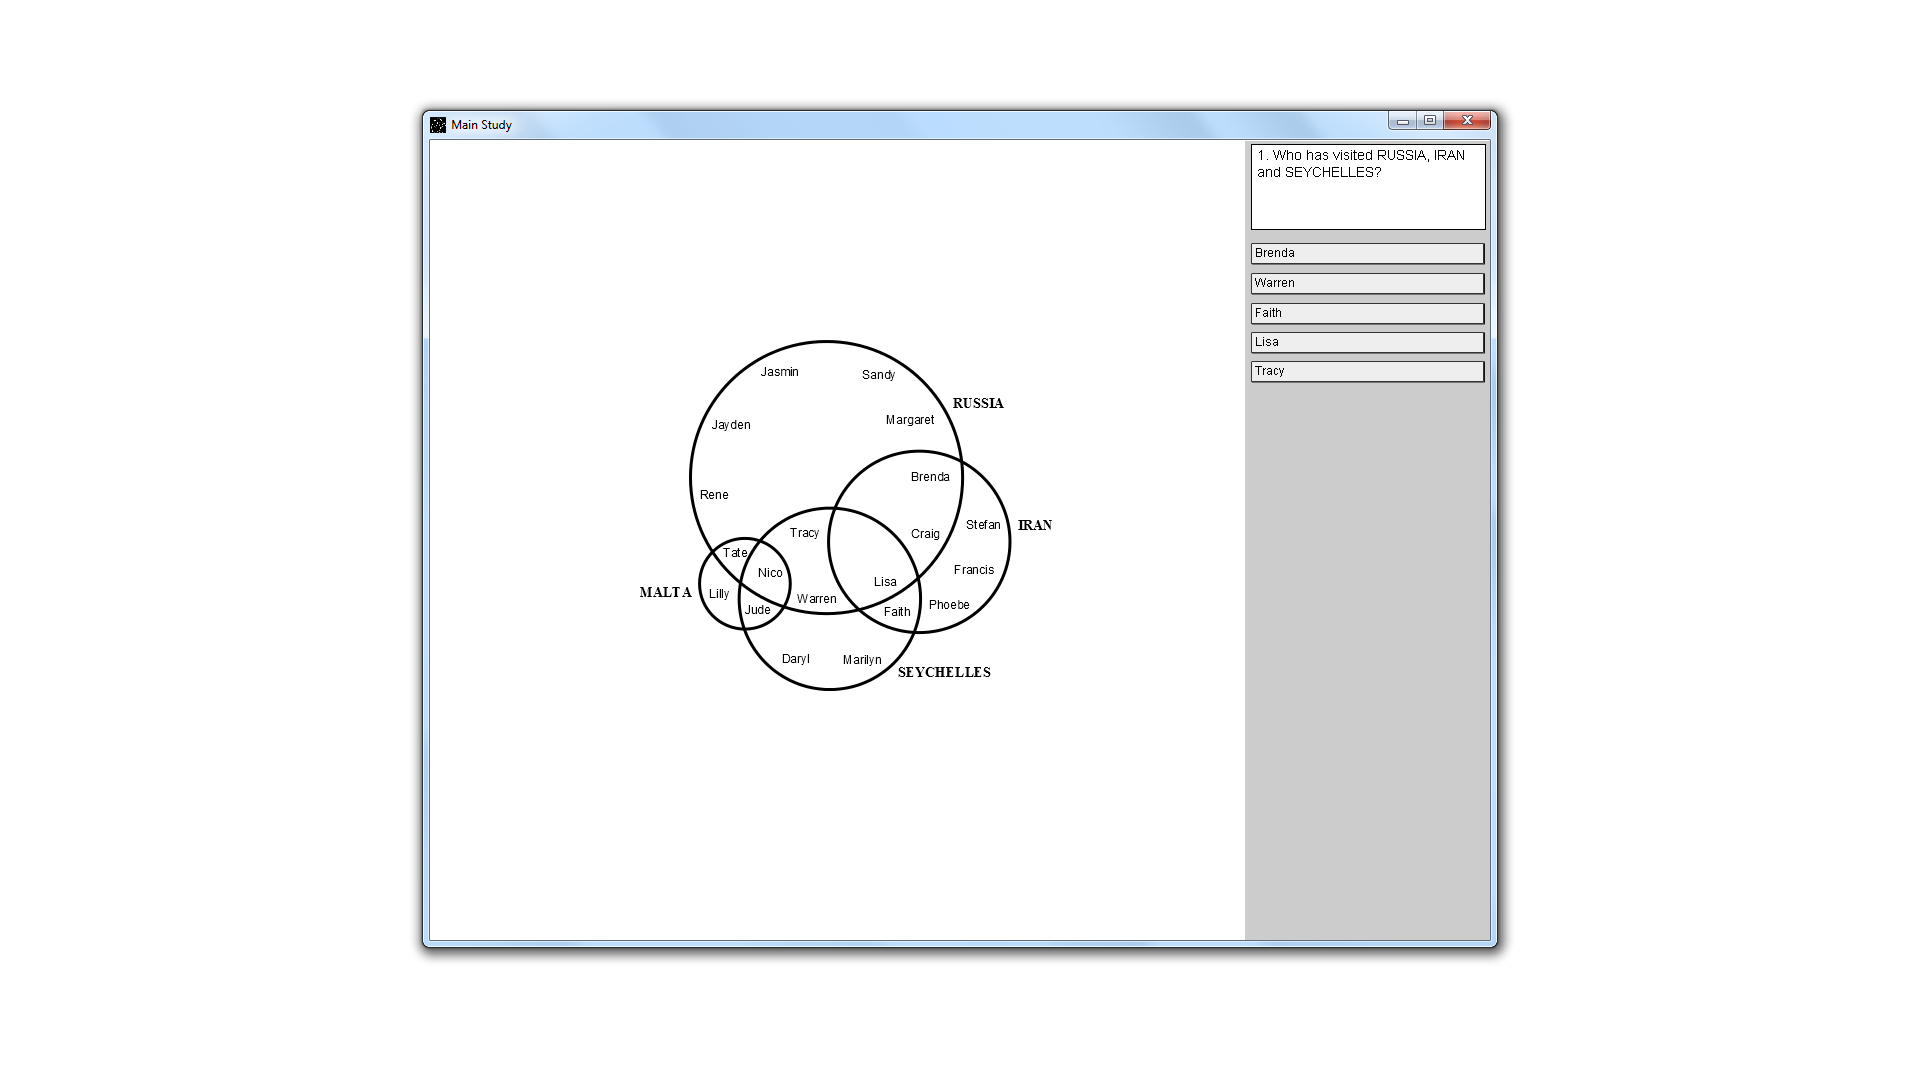 Main Study
1. Who has visited RUSSIA, IRAN
and SEYCHELLES?
Brenda
Warren
Faith
Lisa
Tracy
Jasmin
Sandy
RUSSIA
Margaret
Jayden
Brenda
Rene
Stefan
IRAN
Tracy
Craig
Tate
Nico
Francis
Lisa
MALTA
Lilly
Warren
Phoebe
Jude
Faith
Daryl
Marilyn
SEYCHELLES